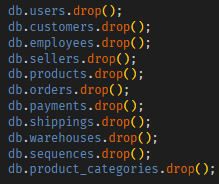 db.users.drop();
db.customers.drop();
db.employees.drop();
db.sellers.drop();
db.products.drop();
db.orders.drop();
db.payments.drop();
db.shippings.drop();
db.warehouses.drop();
db.sequences.drop();
db.product_categories.drop();